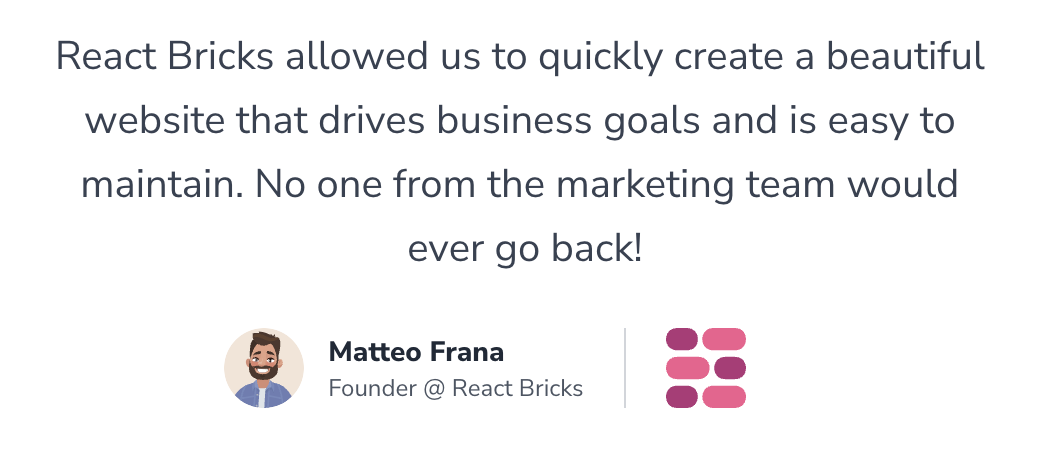 React Bricks allowed us to quickly create a beautiful
website that drives business goals and is easy to
maintain. No one from the marketing team would
ever go back!
Matteo Frana
Founder @ React Bricks